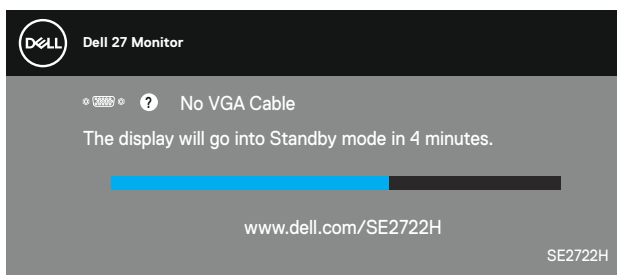 DELL
Dell 27 Monitor
? No VGA Cable
The display will go into Standby mode in 4 minutes.
www.dell.com/SE2722H
SE2722H